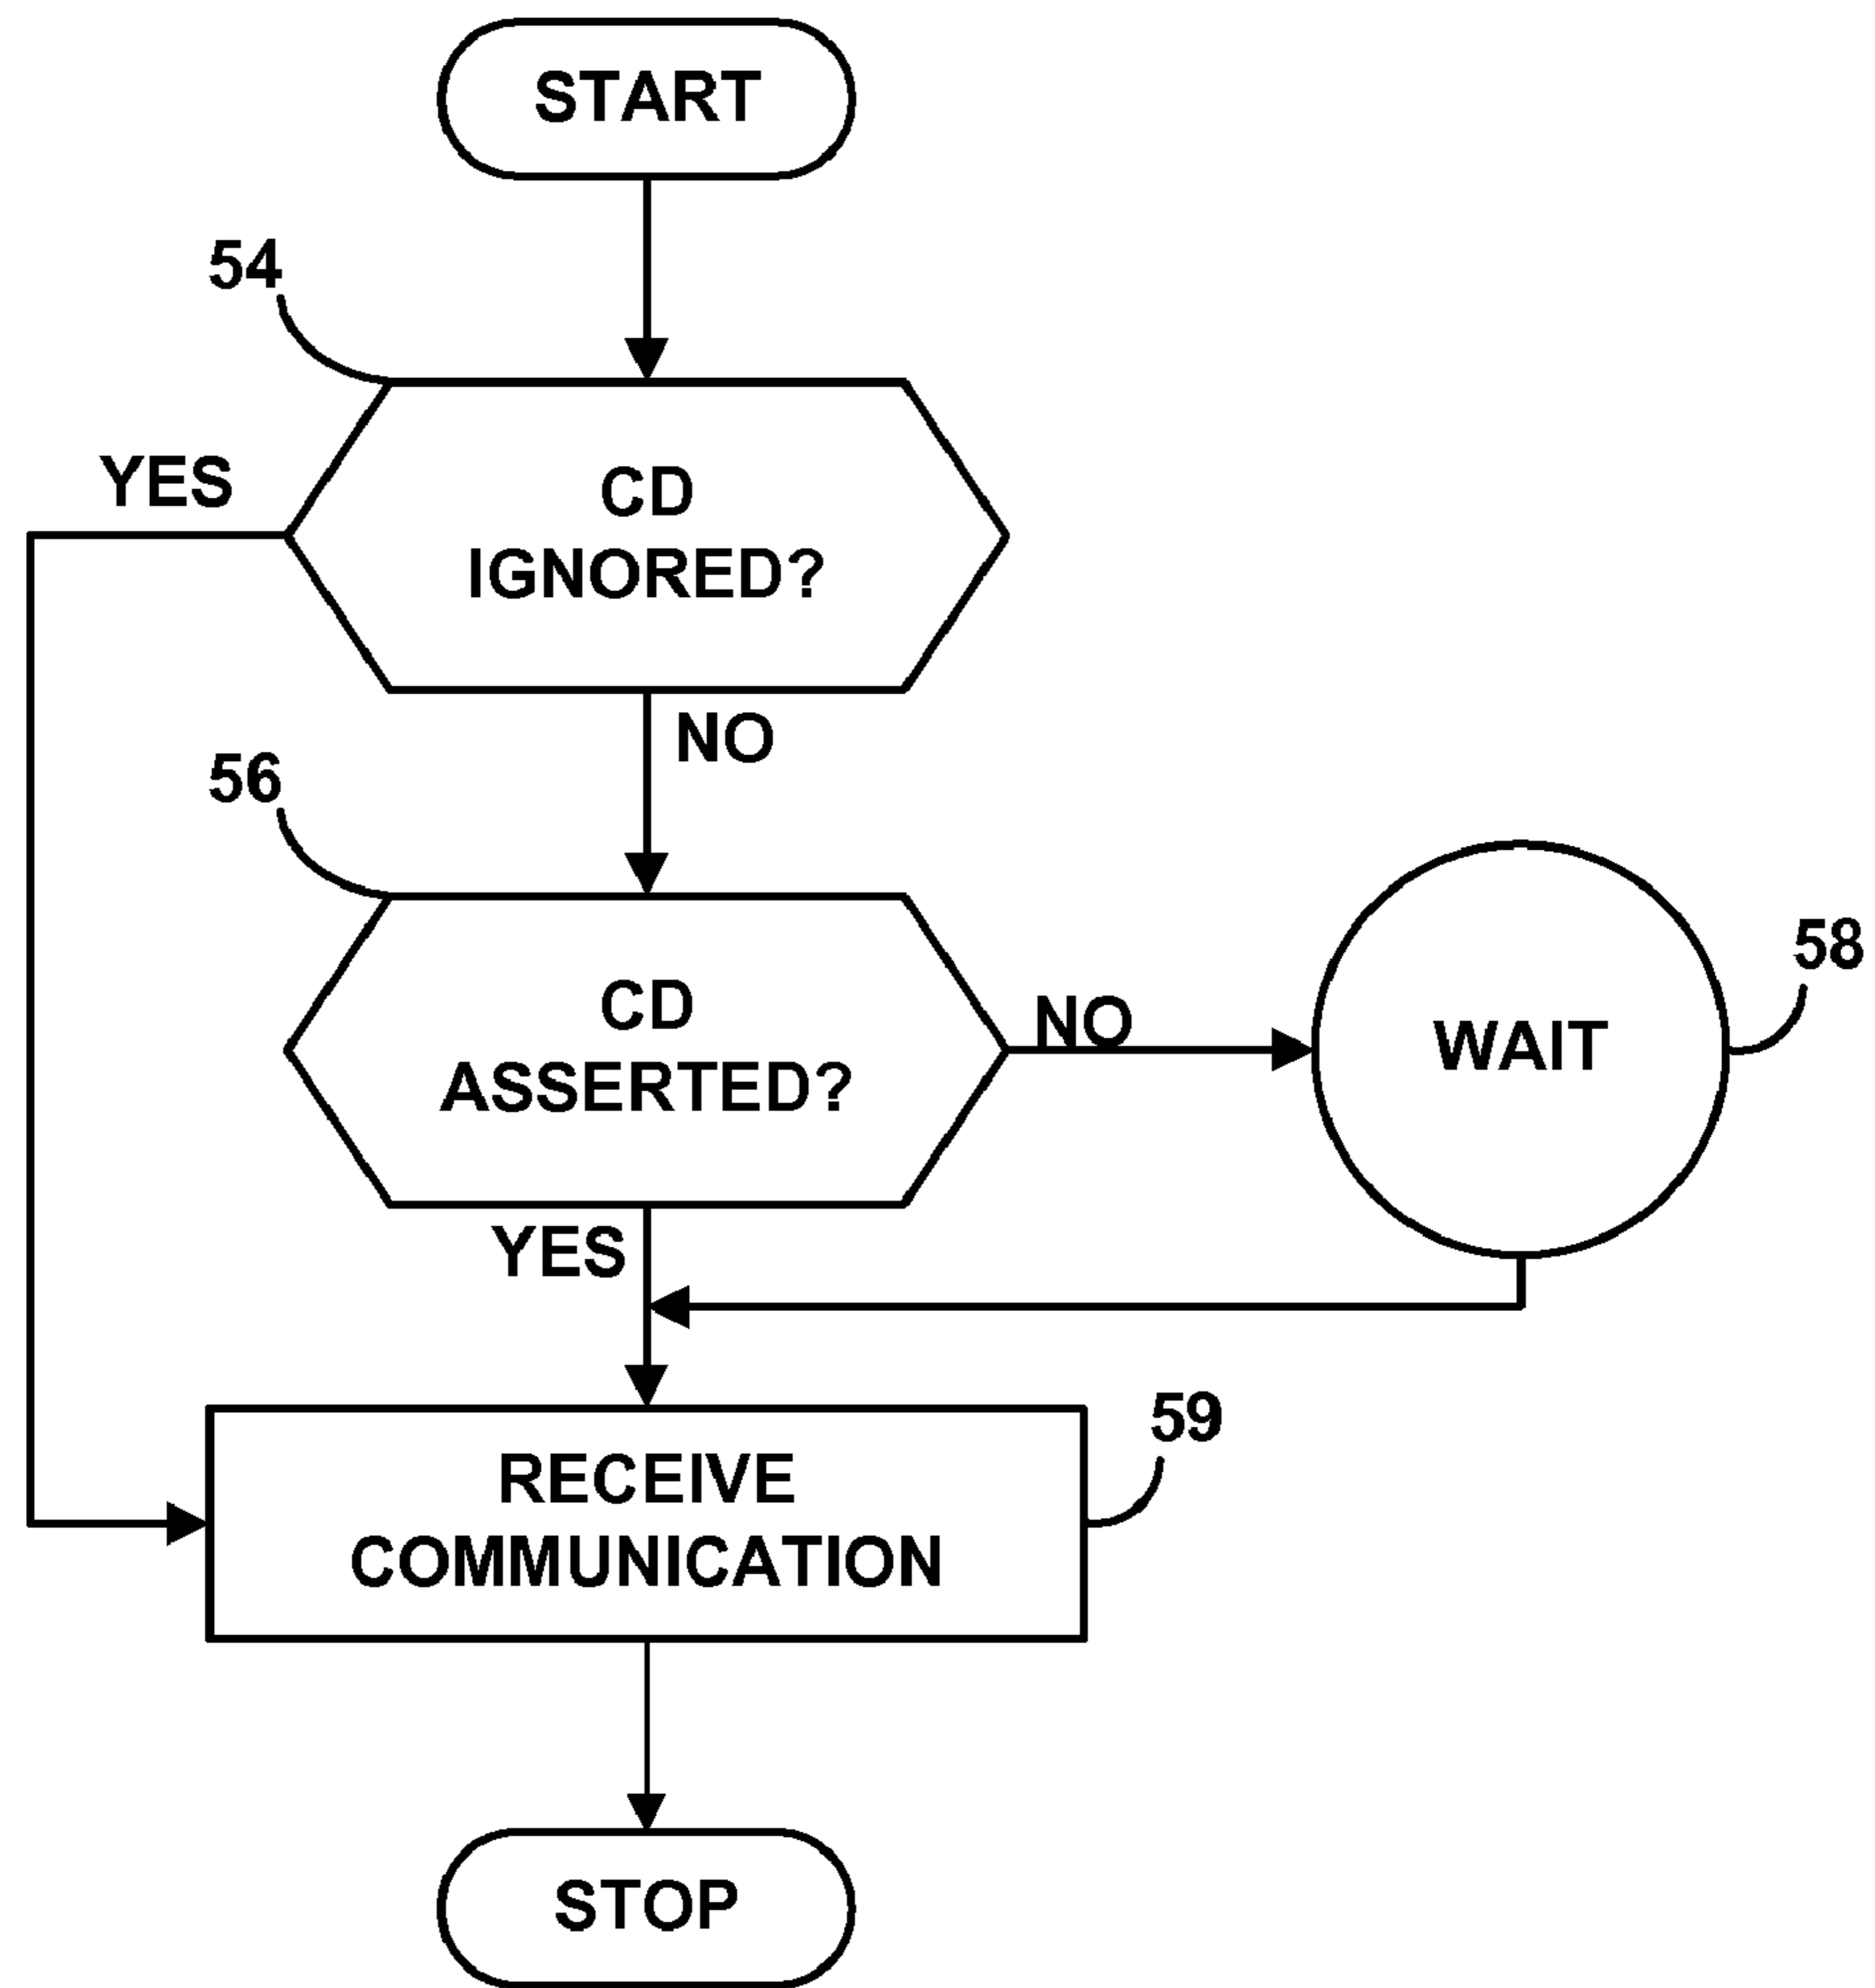 START
54
YES
CD
IGNORED?
NO
56
58
CD
ASSERTED?
NO
WAIT
YES
59
RECEIVE
COMMUNICATION
STOP